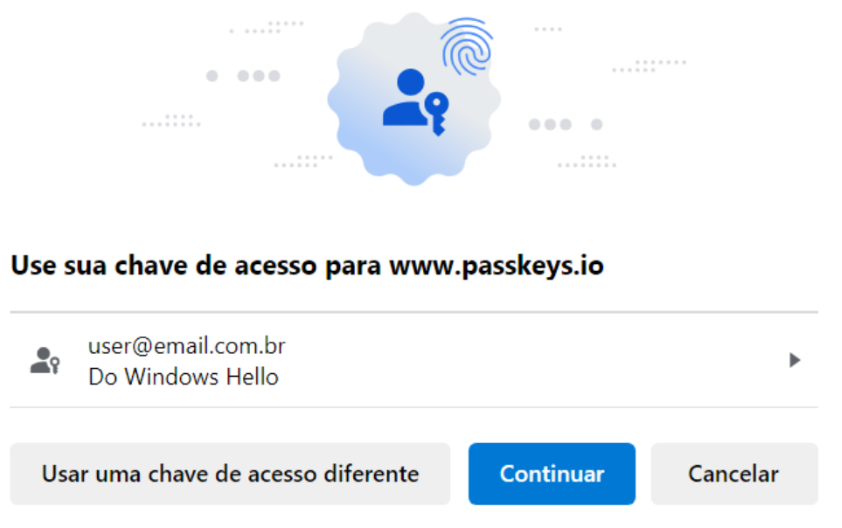 Use sua chave de acesso para www.passkeys.io
user@email.com.br
Do Windows Hello
Usar uma chave de acesso diferente
Continuar
Cancelar